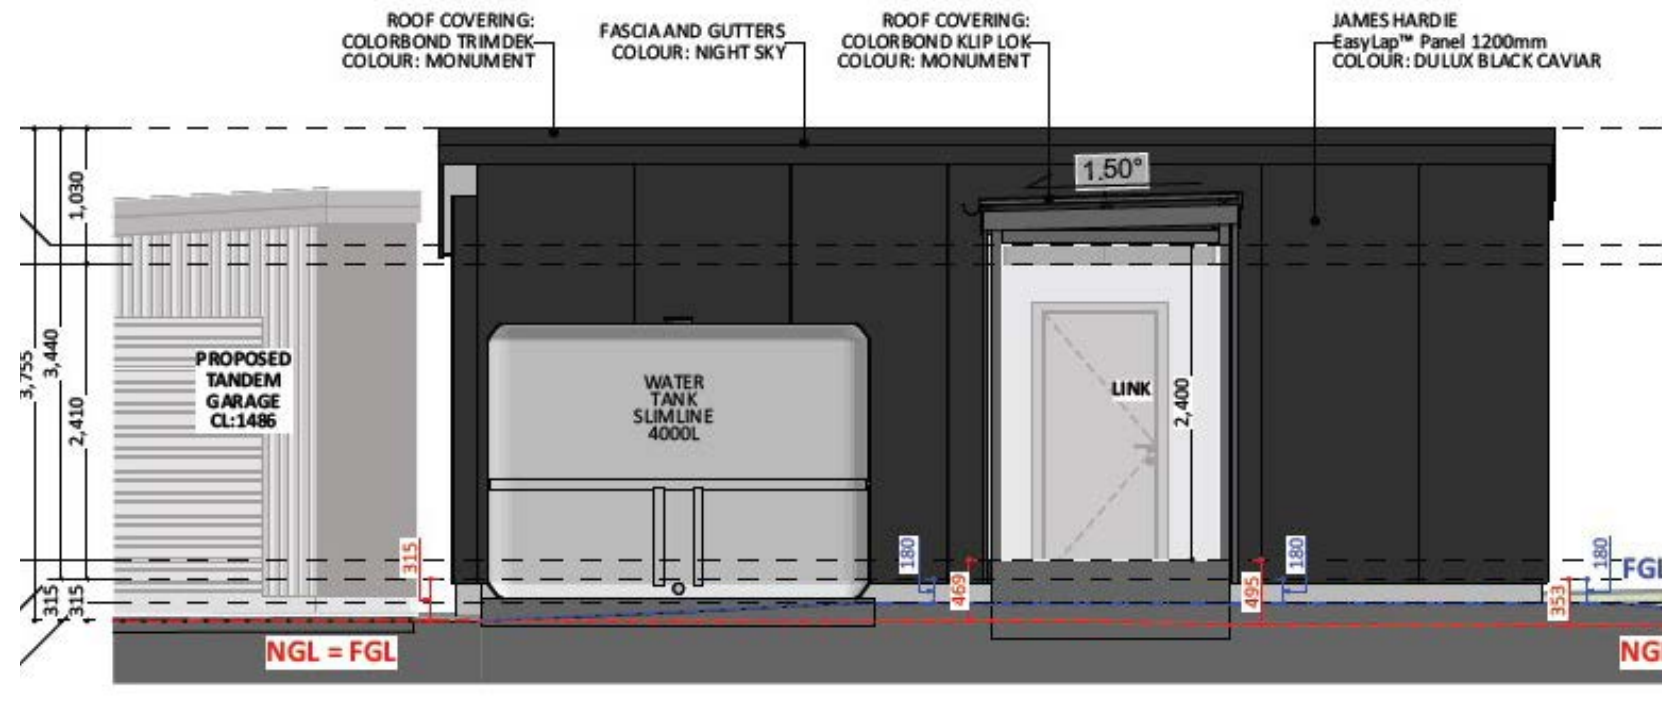 ROOF COVERING:
COLORBOND TRIMDEK
COLOUR: MONUMENT
FASCIA AND GUTTERS
COLOUR: NIGHT SKY
ROOF COVERING:
COLORBOND KLIP LOK
COLOUR: MONUMENT
JAMES HARDIE
EasyLap™ Panel 1200mm
COLOUR: DULUX BLACK CAVIAR
1.50°
1,030
3,755
3,440
2,410
315
315
PROPOSED
TANDEM
GARAGE
CL:1486
WATER
TANK
SLIMLINE
4000L
LINK
2,400
315
180
469
495
180
353
180
FGL
NGL = FGL
NGL